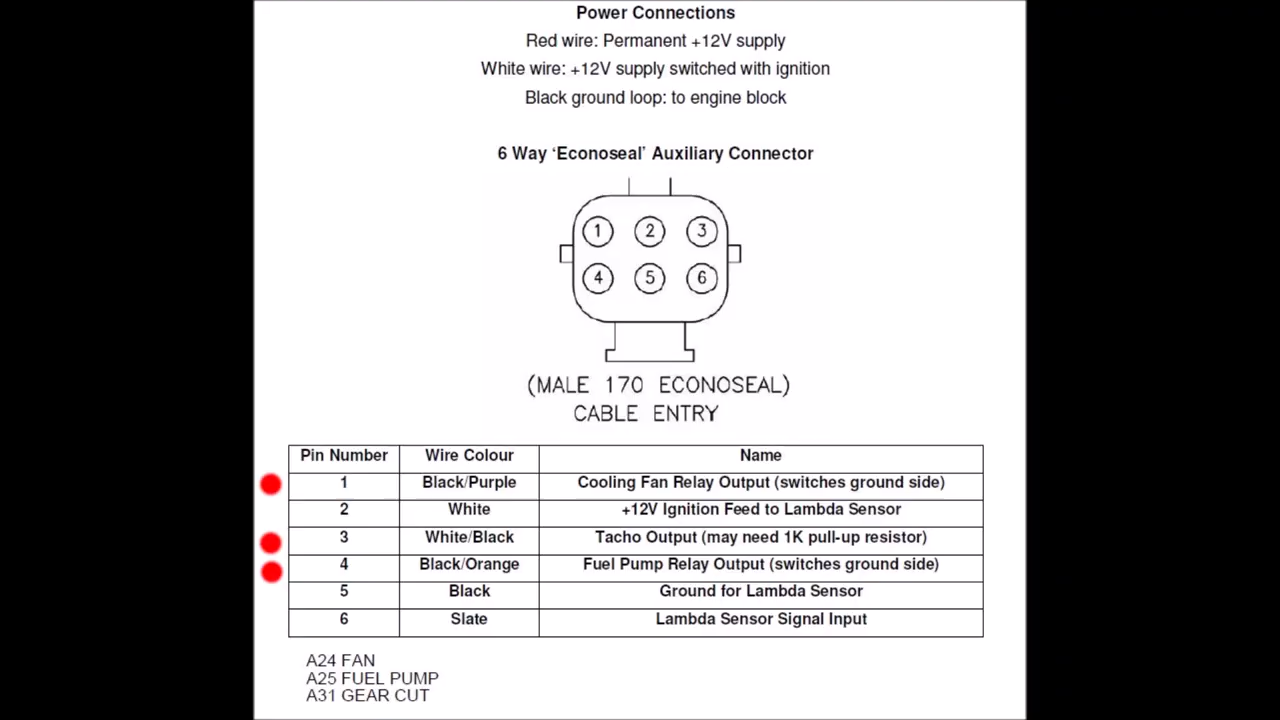 Power Connections
Red wire: Permanent +12V supply
White wire: +12V supply switched with ignition
Black ground loop: to engine block
6 Way ‘Econoseal’ Auxiliary Connector
1 2 3
4 5 6
(MALE 170 ECONOSEAL)
CABLE ENTRY
Pin Number Wire Colour Name
1 Black/Purple Cooling Fan Relay Output (switches ground side)
2 White +12V Ignition Feed to Lambda Sensor
3 White/Black Tacho Output (may need 1K pull-up resistor)
4 Black/Orange Fuel Pump Relay Output (switches ground side)
5 Black Ground for Lambda Sensor
6 Slate Lambda Sensor Signal Input
A24 FAN
A25 FUEL PUMP
A31 GEAR CUT